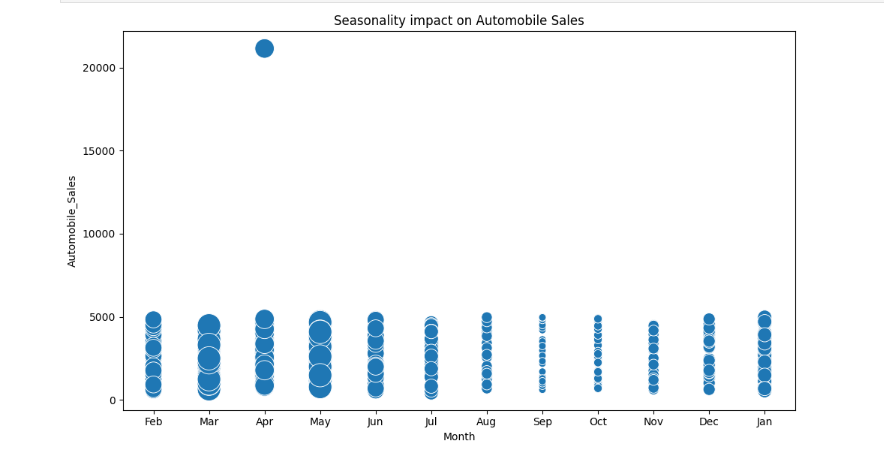 Seasonality impact on Automobile Sales
20000
15000
10000
5000
0
Automobile_Sales
Feb Mar Apr May Jun Jul Aug Sep Oct Nov Dec Jan
Month